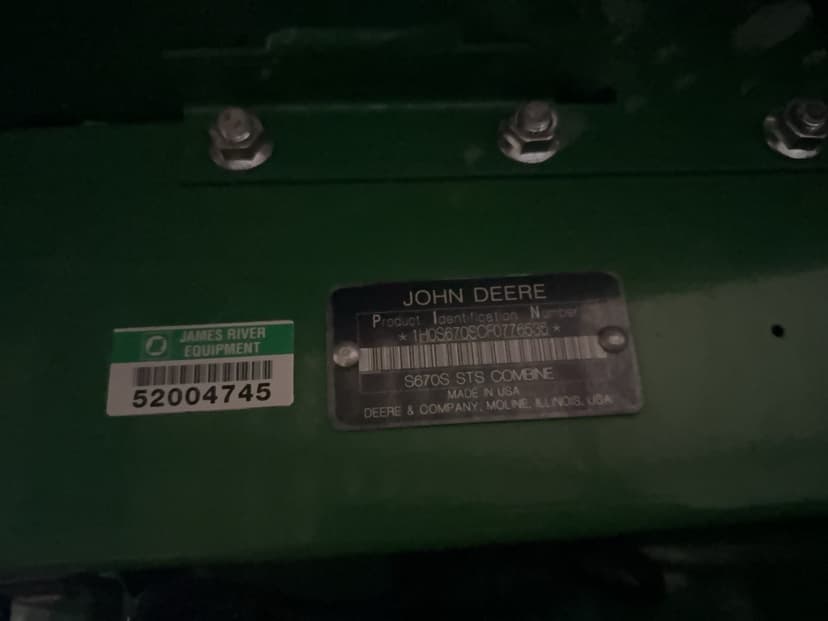 JAMES RIVER
EQUIPMENT
52004745
JOHN DEERE
Product Identification Number
*1H0S670SCF0776535*
S670S STS COMBINE
MADE IN USA
DEERE & COMPANY, MOLINE, ILLINOIS, USA